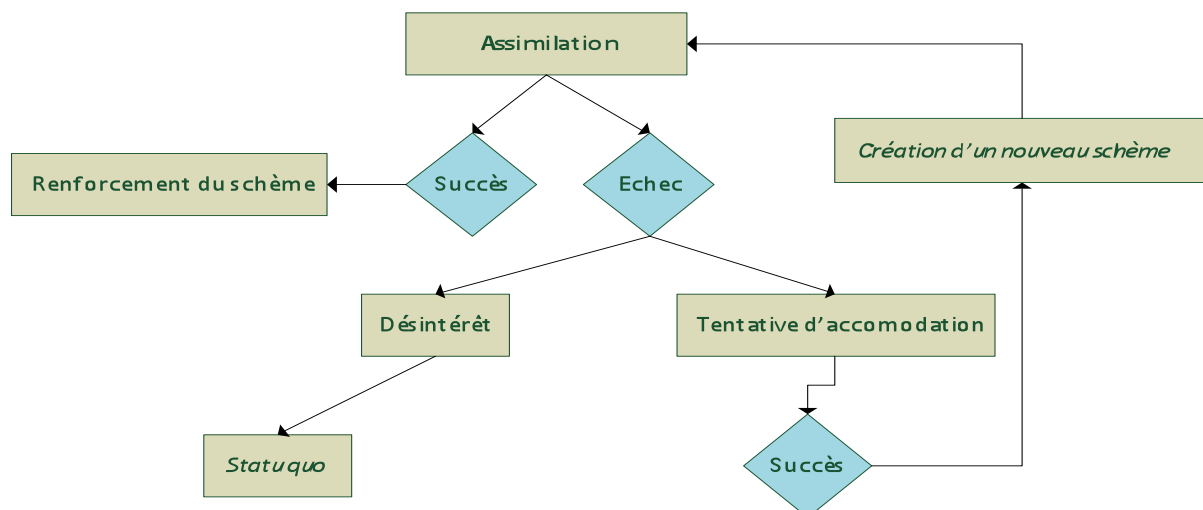 Assimilation
Création d'un nouveau schème
Renforcement du schème
Succès
Echec
Désintérêt
Tentative d'accomodation
Statu quo
Succès